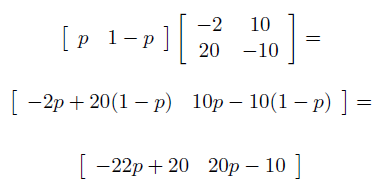 [ p 1 − p ] [ −2 10
20 −10 ] =
[ −2p + 20(1 − p) 10p − 10(1 − p) ] =
[ −22p + 20 20p − 10 ]